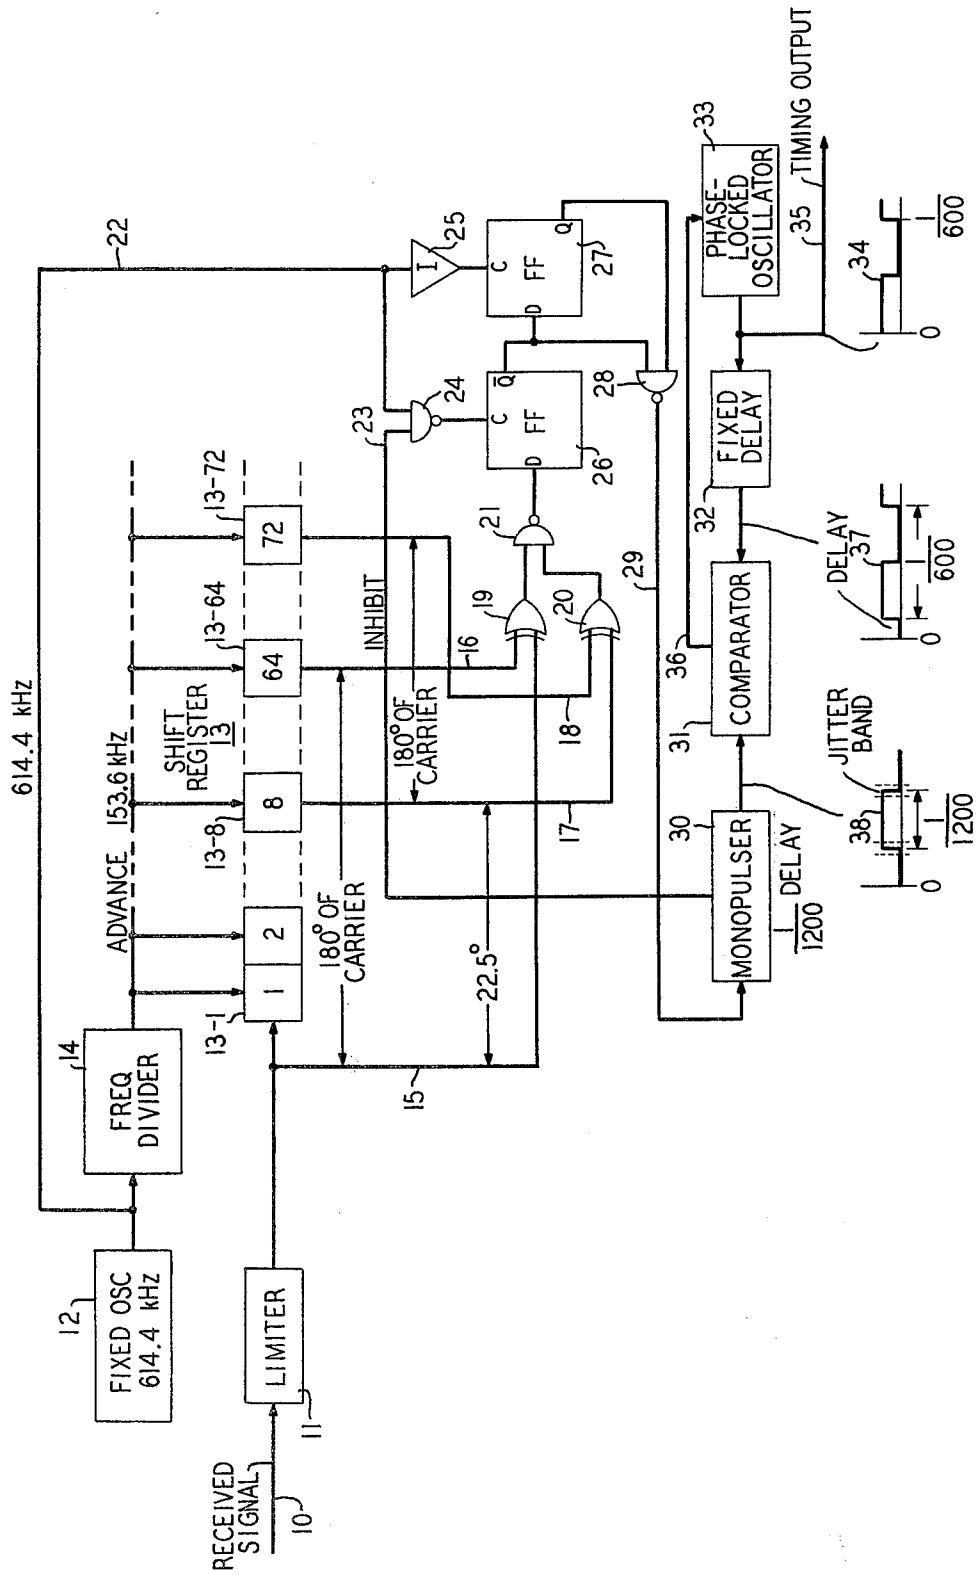 614.4 kHz
22
12
FIXED OSC
614.4 kHz
14
FREQ
DIVIDER
ADVANCE
153.6 kHz
SHIFT
REGISTER
13
13-1
1
2
13-8
8
13-64
64
13-72
72
RECEIVED
SIGNAL
10
11
LIMITER
15
180° OF
CARRIER
22.5°
INHIBIT
180° OF
CARRIER
16
17
18
19
20
21
23
24
I
25
C
Q̅
D
FF
26
C
D
FF
Q
27
28
29
30
MONOPULSER
DELAY
1
1200
31
COMPARATOR
36
32
FIXED
DELAY
33
PHASE-
LOCKED
OSCILLATOR
TIMING OUTPUT
35
38
JITTER
BAND
0
1
1200
DELAY
37
0
1
600
34
0
1
600